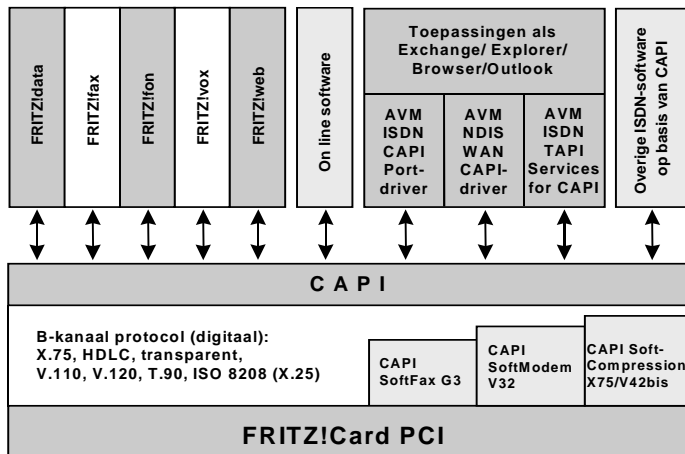 FRITZ!data
FRITZ!fax
FRITZ!fon
FRITZ!vox
FRITZ!web
On line software
Toepassingen als
Exchange/ Explorer/
Browser/Outlook
AVM
ISDN
CAPI
Port-
driver
AVM
NDIS
WAN
CAPI-
driver
AVM
ISDN
TAPI
Services
for CAPI
Overige ISDN-software
op basis van CAPI
CAPI
B-kanaal protocol (digitaal):
X.75, HDLC, transparent,
V.110, V.120, T.90, ISO 8208 (X.25)
CAPI
SoftFax G3
CAPI
SoftModem
V32
CAPI Soft-
Compression
X75/V42bis
FRITZ!Card PCI